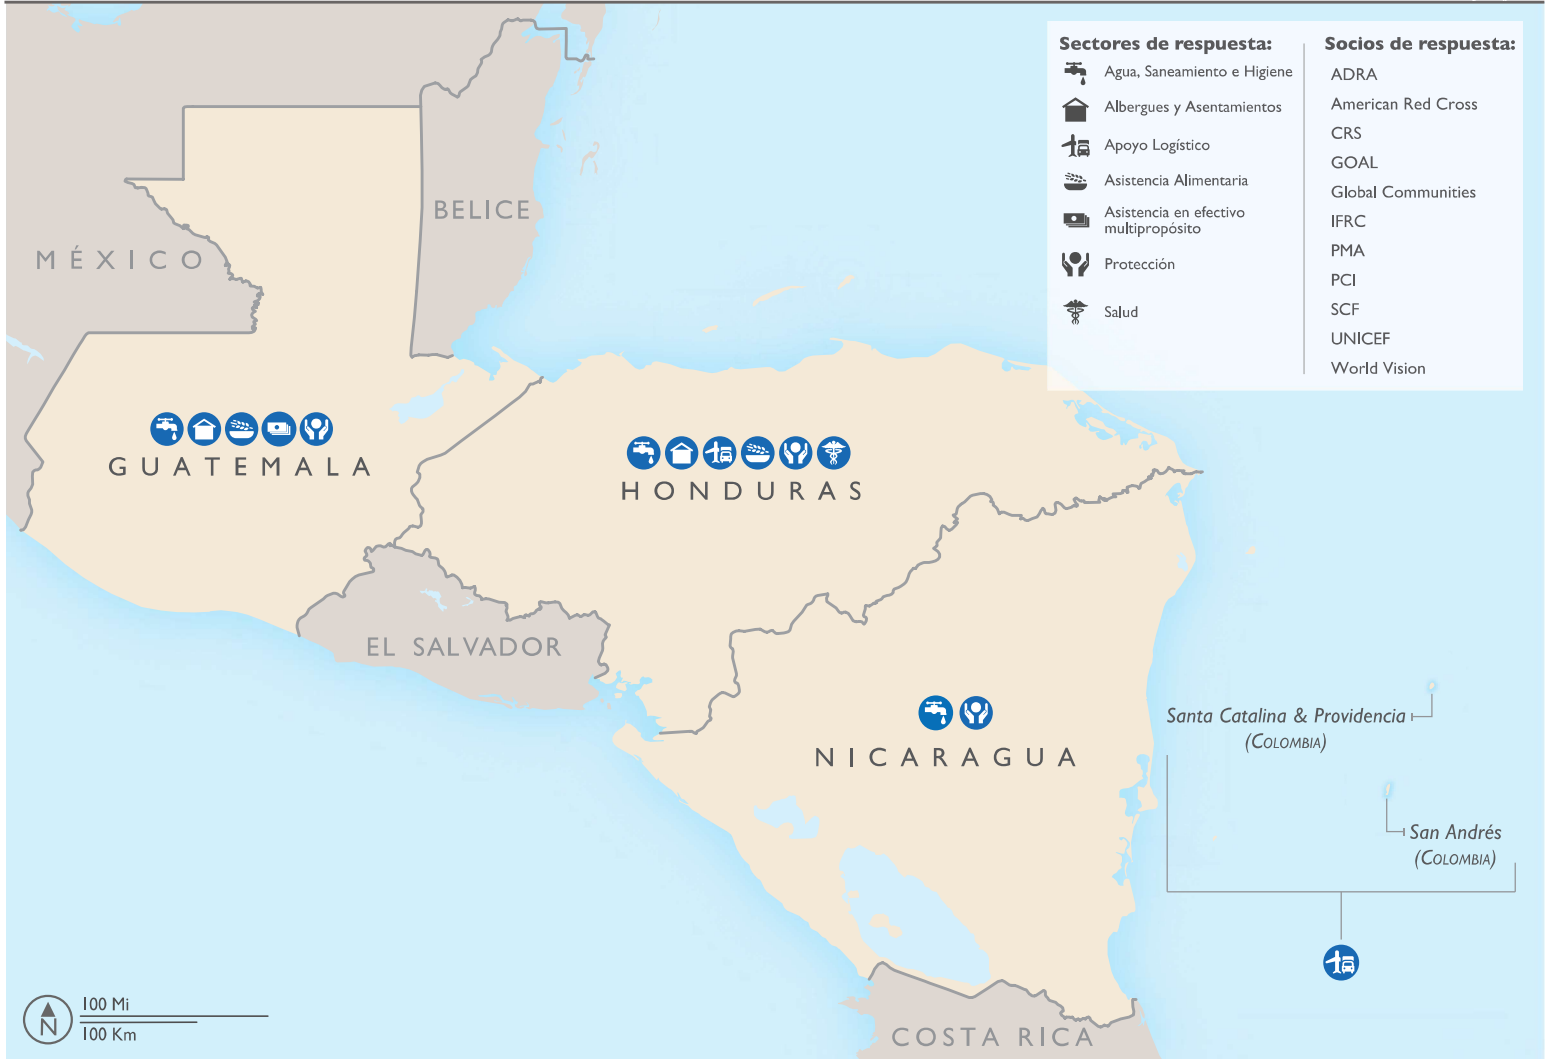 Sectores de respuesta:
Agua, Saneamiento e Higiene
Albergues y Asentamientos
Apoyo Logístico
Asistencia Alimentaria
Asistencia en efectivo
multipropósito
Protección
Salud
Socios de respuesta:
ADRA
American Red Cross
CRS
GOAL
Global Communities
IFRC
PMA
PCI
SCF
UNICEF
World Vision
BELICE
MÉXICO
GUATEMALA
HONDURAS
EL SALVADOR
NICARAGUA
Santa Catalina & Providencia
(COLOMBIA)
San Andrés
(COLOMBIA)
COSTA RICA
N
100 Mi
100 Km